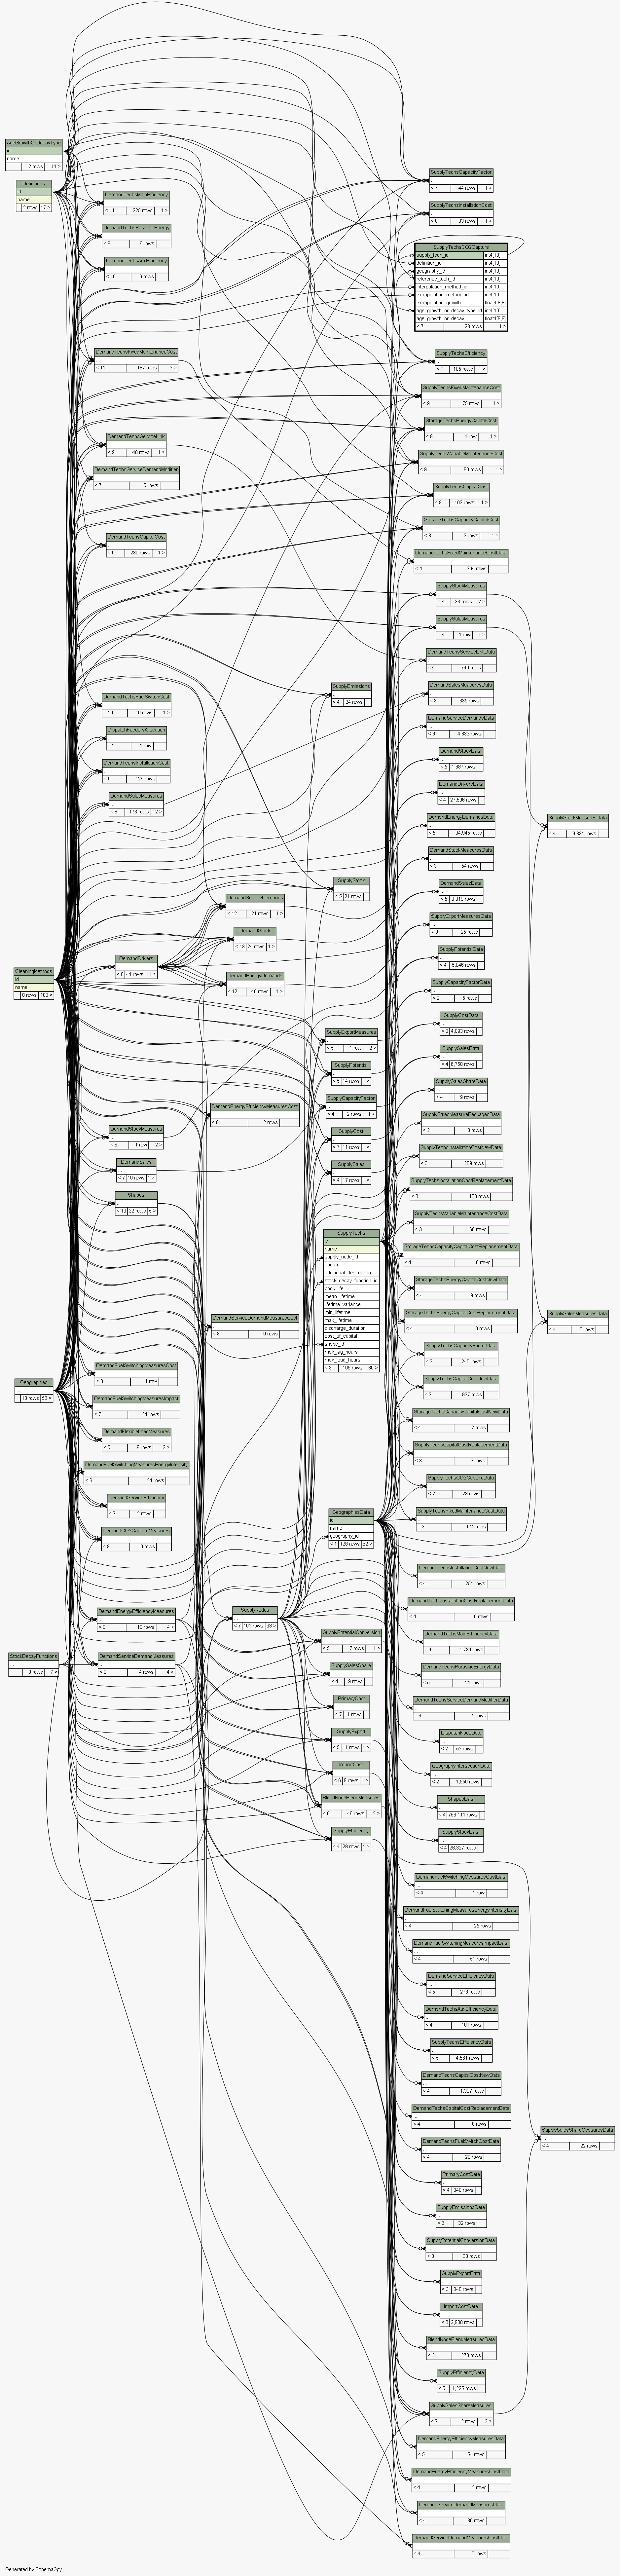 AgeGrowthOrDecayType
id
name
2 rows 11 >
Definitions
id
name
2 rows 17 >
DemandTechsMainEfficiency
< 11 225 rows 1 >
DemandTechsParasiticEnergy
< 8 6 rows
DemandTechsAuxEfficiency
< 10 8 rows
DemandTechsFixedMaintenanceCost
< 11 187 rows 2 >
DemandTechsServiceLink
< 8 40 rows 1 >
DemandTechsServiceDemandModifier
< 7 5 rows
DemandTechsCapitalCost
< 8 230 rows 1 >
DemandTechsFuelSwitchCost
< 10 10 rows 1 >
DispatchFeedersAllocation
< 2 1 row
DemandTechsInstallationCost
< 9 128 rows
DemandSalesMeasures
< 8 173 rows 2 >
CleaningMethods
id
name
8 rows 108 >
DemandDrivers
< 8 44 rows 14 >
DemandStockMeasures
< 8 1 row 2 >
DemandSales
< 7 10 rows 1 >
Shapes
< 10 32 rows 5 >
Geographies
10 rows 56 >
DemandFuelSwitchingMeasuresCost
< 9 1 row
DemandFuelSwitchingMeasuresImpact
< 7 24 rows
DemandFlexibleLoadMeasures
< 5 9 rows 2 >
DemandFuelSwitchingMeasuresEnergyIntensity
< 8 24 rows
DemandServiceEfficiency
< 7 2 rows
DemandCO2CaptureMeasures
< 8 0 rows
DemandEnergyEfficiencyMeasures
< 8 18 rows 4 >
StockDecayFunctions
3 rows 7 >
DemandServiceDemandMeasures
< 8 4 rows 4 >
SupplyEmissions
< 4 24 rows
SupplyStock
< 5 21 rows
DemandServiceDemands
< 12 21 rows 1 >
DemandStock
< 13 24 rows 1 >
DemandEnergyDemands
< 12 46 rows 1 >
SupplyExportMeasures
< 5 1 row 2 >
SupplyPotential
< 5 14 rows 1 >
SupplyCapacityFactor
< 4 2 rows 1 >
DemandEnergyEfficiencyMeasuresCost
< 8 2 rows
SupplyCost
< 7 11 rows 1 >
SupplySales
< 4 17 rows 1 >
SupplyTechs
id
name
supply_node_id
source
additional_description
stock_decay_function_id
book_life
mean_lifetime
lifetime_variance
min_lifetime
max_lifetime
discharge_duration
cost_of_capital
shape_id
max_lag_hours
max_lead_hours
< 3 105 rows 30 >
DemandServiceDemandMeasuresCost
< 8 0 rows
GeographiesData
id
name
geography_id
< 1 128 rows 62 >
SupplyNodes
< 7 101 rows 38 >
SupplyPotentialConversion
< 5 7 rows 1 >
SupplySalesShare
< 4 9 rows
PrimaryCost
< 7 11 rows
SupplyExport
< 5 11 rows 1 >
ImportCost
< 6 8 rows 1 >
BlendNodeBlendMeasures
< 6 46 rows 2 >
SupplyEfficiency
< 4 29 rows 1 >
SupplyTechsCapacityFactor
< 7 44 rows 1 >
SupplyTechsInstallationCost
< 8 33 rows 1 >
SupplyTechsCO2Capture
supply_tech_id int4[10]
definition_id int4[10]
geography_id int4[10]
reference_tech_id int4[10]
interpolation_method_id int4[10]
extrapolation_method_id int4[10]
extrapolation_growth float4[8,8]
age_growth_or_decay_type_id int4[10]
age_growth_or_decay float4[8,8]
< 7 28 rows 1 >
SupplyTechsEfficiency
< 7 105 rows 1 >
SupplyTechsFixedMaintenanceCost
< 8 75 rows 1 >
StorageTechsEnergyCapitalCost
< 8 1 row 1 >
SupplyTechsVariableMaintenanceCost
< 9 80 rows 1 >
SupplyTechsCapitalCost
< 8 102 rows 1 >
StorageTechsCapacityCapitalCost
< 9 2 rows 1 >
DemandTechsFixedMaintenanceCostData
< 4 384 rows
SupplyStockMeasures
< 6 33 rows 2 >
SupplySalesMeasures
< 8 1 row 1 >
DemandTechsServiceLinkData
< 4 740 rows
DemandSalesMeasuresData
< 3 335 rows
DemandServiceDemandsData
< 6 4,832 rows
DemandStockData
< 5 1,887 rows
DemandDriversData
< 4 27,598 rows
DemandEnergyDemandsData
< 5 94,945 rows
DemandStockMeasuresData
< 3 54 rows
DemandSalesData
< 5 3,319 rows
SupplyExportMeasuresData
< 3 25 rows
SupplyPotentialData
< 4 5,846 rows
SupplyCapacityFactorData
< 2 5 rows
SupplyCostData
< 3 4,093 rows
SupplySalesData
< 4 6,750 rows
SupplySalesShareData
< 4 9 rows
SupplySalesMeasurePackagesData
< 2 0 rows
SupplyTechsInstallationCostNewData
< 3 209 rows
SupplyTechsInstallationCostReplacementData
< 3 180 rows
SupplyTechsVariableMaintenanceCostData
< 3 88 rows
StorageTechsCapacityCapitalCostReplacementData
< 4 0 rows
StorageTechsEnergyCapitalCostNewData
< 4 9 rows
StorageTechsEnergyCapitalCostReplacementData
< 4 0 rows
SupplyTechsCapacityFactorData
< 3 240 rows
SupplyTechsCapitalCostNewData
< 3 837 rows
StorageTechsCapacityCapitalCostNewData
< 4 2 rows
SupplyTechsCapitalCostReplacementData
< 3 2 rows
SupplyTechsCO2CaptureData
< 2 28 rows
SupplyTechsFixedMaintenanceCostData
< 3 174 rows
DemandTechsInstallationCostNewData
< 4 251 rows
DemandTechsInstallationCostReplacementData
< 4 0 rows
DemandTechsMainEfficiencyData
< 4 1,784 rows
DemandTechsParasiticEnergyData
< 5 21 rows
DemandTechsServiceDemandModifierData
< 4 5 rows
DispatchNodeData
< 2 52 rows
GeographyIntersectionData
< 2 1,550 rows
ShapesData
< 4 758,111 rows
SupplyStockData
< 4 26,327 rows
DemandFuelSwitchingMeasuresCostData
< 4 1 row
DemandFuelSwitchingMeasuresEnergyIntensityData
< 4 25 rows
DemandFuelSwitchingMeasuresImpactData
< 4 51 rows
DemandServiceEfficiencyData
< 5 278 rows
DemandTechsAuxEfficiencyData
< 4 101 rows
SupplyTechsEfficiencyData
< 5 4,681 rows
DemandTechsCapitalCostNewData
< 4 1,337 rows
DemandTechsCapitalCostReplacementData
< 4 0 rows
DemandTechsFuelSwitchCostData
< 4 20 rows
PrimaryCostData
< 4 848 rows
SupplyEmissionsData
< 6 32 rows
SupplyPotentialConversionData
< 3 33 rows
SupplyExportData
< 3 340 rows
ImportCostData
< 3 2,800 rows
BlendNodeBlendMeasuresData
< 2 278 rows
SupplyEfficiencyData
< 5 1,235 rows
SupplySalesShareMeasures
< 7 12 rows 2 >
DemandEnergyEfficiencyMeasuresData
< 5 54 rows
DemandEnergyEfficiencyMeasuresCostData
< 4 2 rows
DemandServiceDemandMeasuresData
< 4 30 rows
DemandServiceDemandMeasuresCostData
< 4 0 rows
SupplyStockMeasuresData
< 4 9,331 rows
SupplySalesMeasuresData
< 4 0 rows
SupplySalesShareMeasuresData
< 4 22 rows
Generated by SchemaSpy